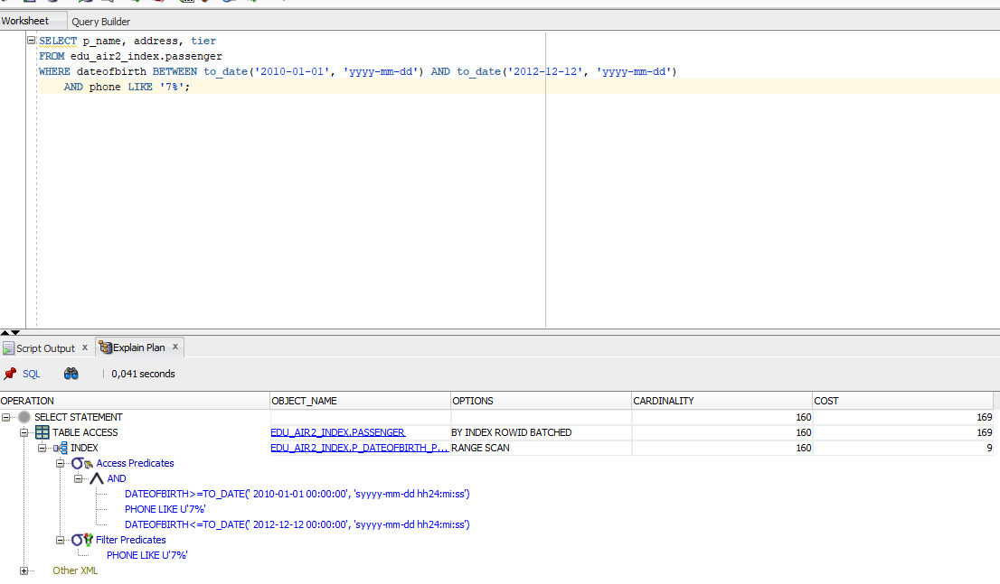 Worksheet Query Builder
SELECT p_name, address, tier
FROM edu_air2_index.passenger
WHERE dateofbirth BETWEEN to_date('2010-01-01', 'yyyy-mm-dd') AND to_date('2012-12-12', 'yyyy-mm-dd')
AND phone LIKE '7%';
Script Output x Explain Plan x
SQL 0,041 seconds
OPERATION OBJECT_NAME OPTIONS CARDINALITY COST
SELECT STATEMENT 160 169
TABLE ACCESS EDU_AIR2_INDEX.PASSENGER BY INDEX ROWID BATCHED 160 169
INDEX EDU_AIR2_INDEX.P_DATEOFBIRTH_P... RANGE SCAN 160 9
Access Predicates
AND
DATEOFBIRTH>=TO_DATE(' 2010-01-01 00:00:00', 'syyyy-mm-dd hh24:mi:ss')
PHONE LIKE U'7%'
DATEOFBIRTH<=TO_DATE(' 2012-12-12 00:00:00', 'syyyy-mm-dd hh24:mi:ss')
Filter Predicates
PHONE LIKE U'7%'
Other XML